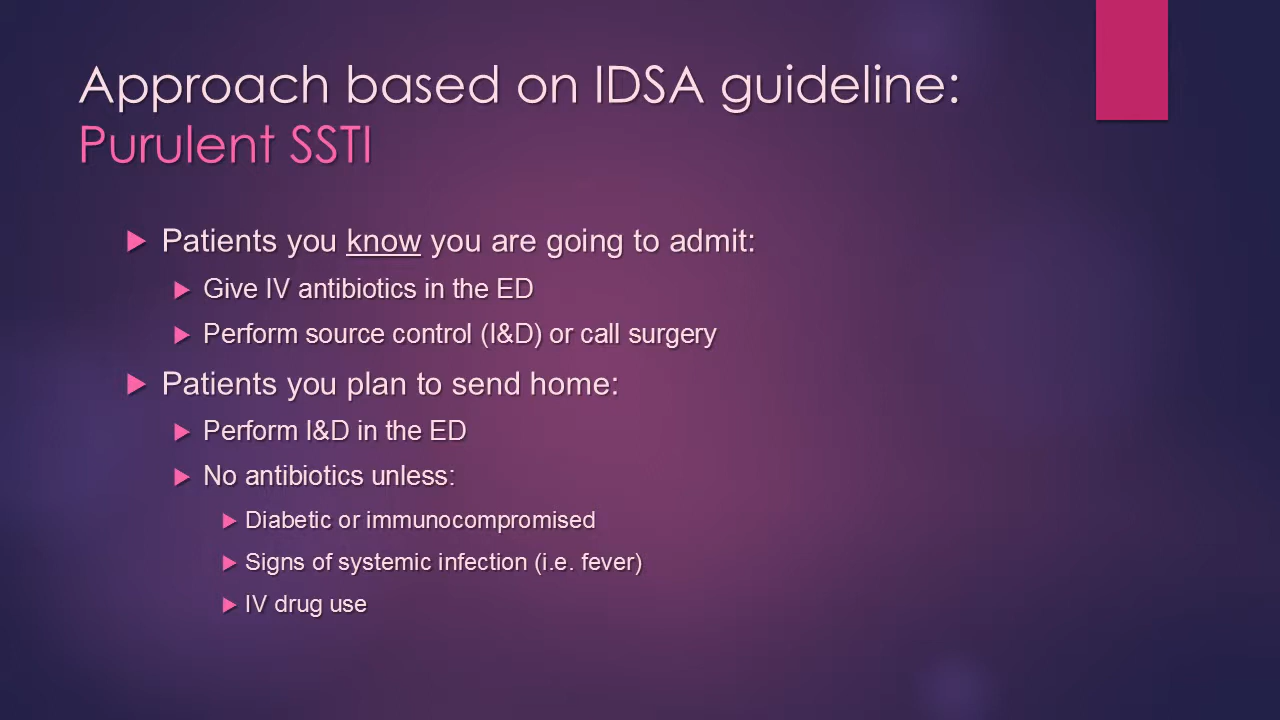 Approach based on IDSA guideline:
Purulent SSTI
Patients you know you are going to admit:
Give IV antibiotics in the ED
Perform source control (I&D) or call surgery
Patients you plan to send home:
Perform I&D in the ED
No antibiotics unless:
Diabetic or immunocompromised
Signs of systemic infection (i.e. fever)
IV drug use